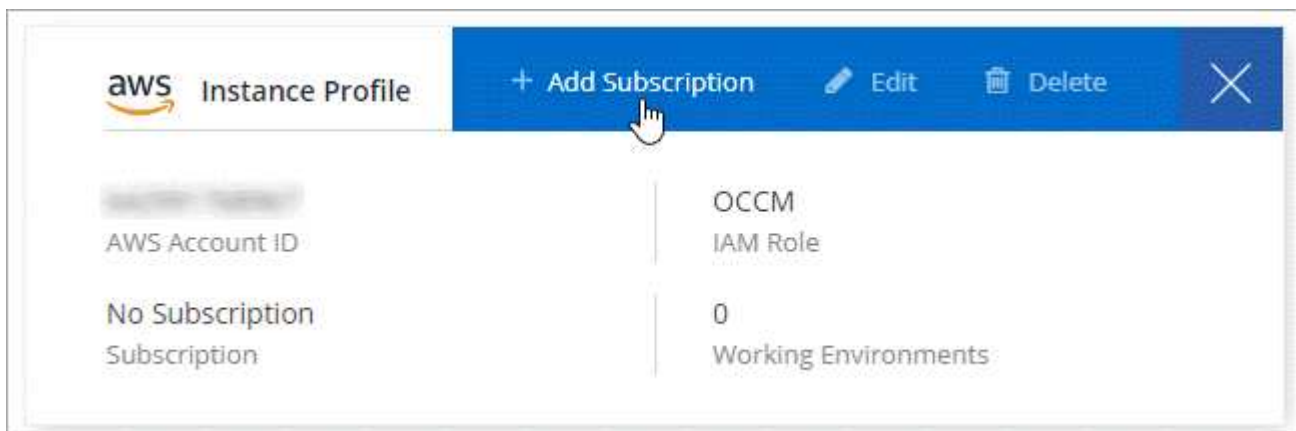 aws Instance Profile + Add Subscription Edit Delete
AWS Account ID
OCCM
IAM Role
No Subscription
Subscription
0
Working Environments